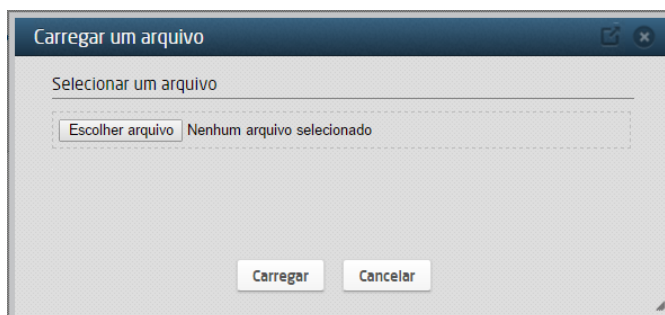 Carregar um arquivo
Selecionar um arquivo
Escolher arquivo Nenhum arquivo selecionado
Carregar Cancelar